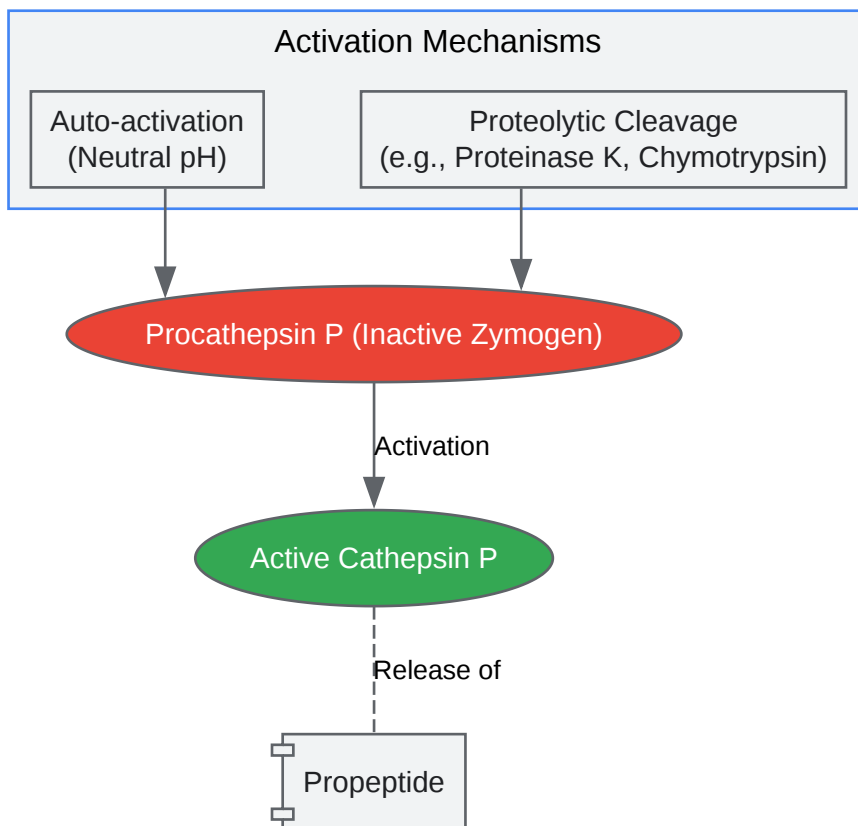 Activation Mechanisms
Auto-activation
(Neutral pH)
Proteolytic Cleavage
(e.g., Proteinase K, Chymotrypsin)
Procathepsin P (Inactive Zymogen)
Activation
Active Cathepsin P
Release of
Propeptide